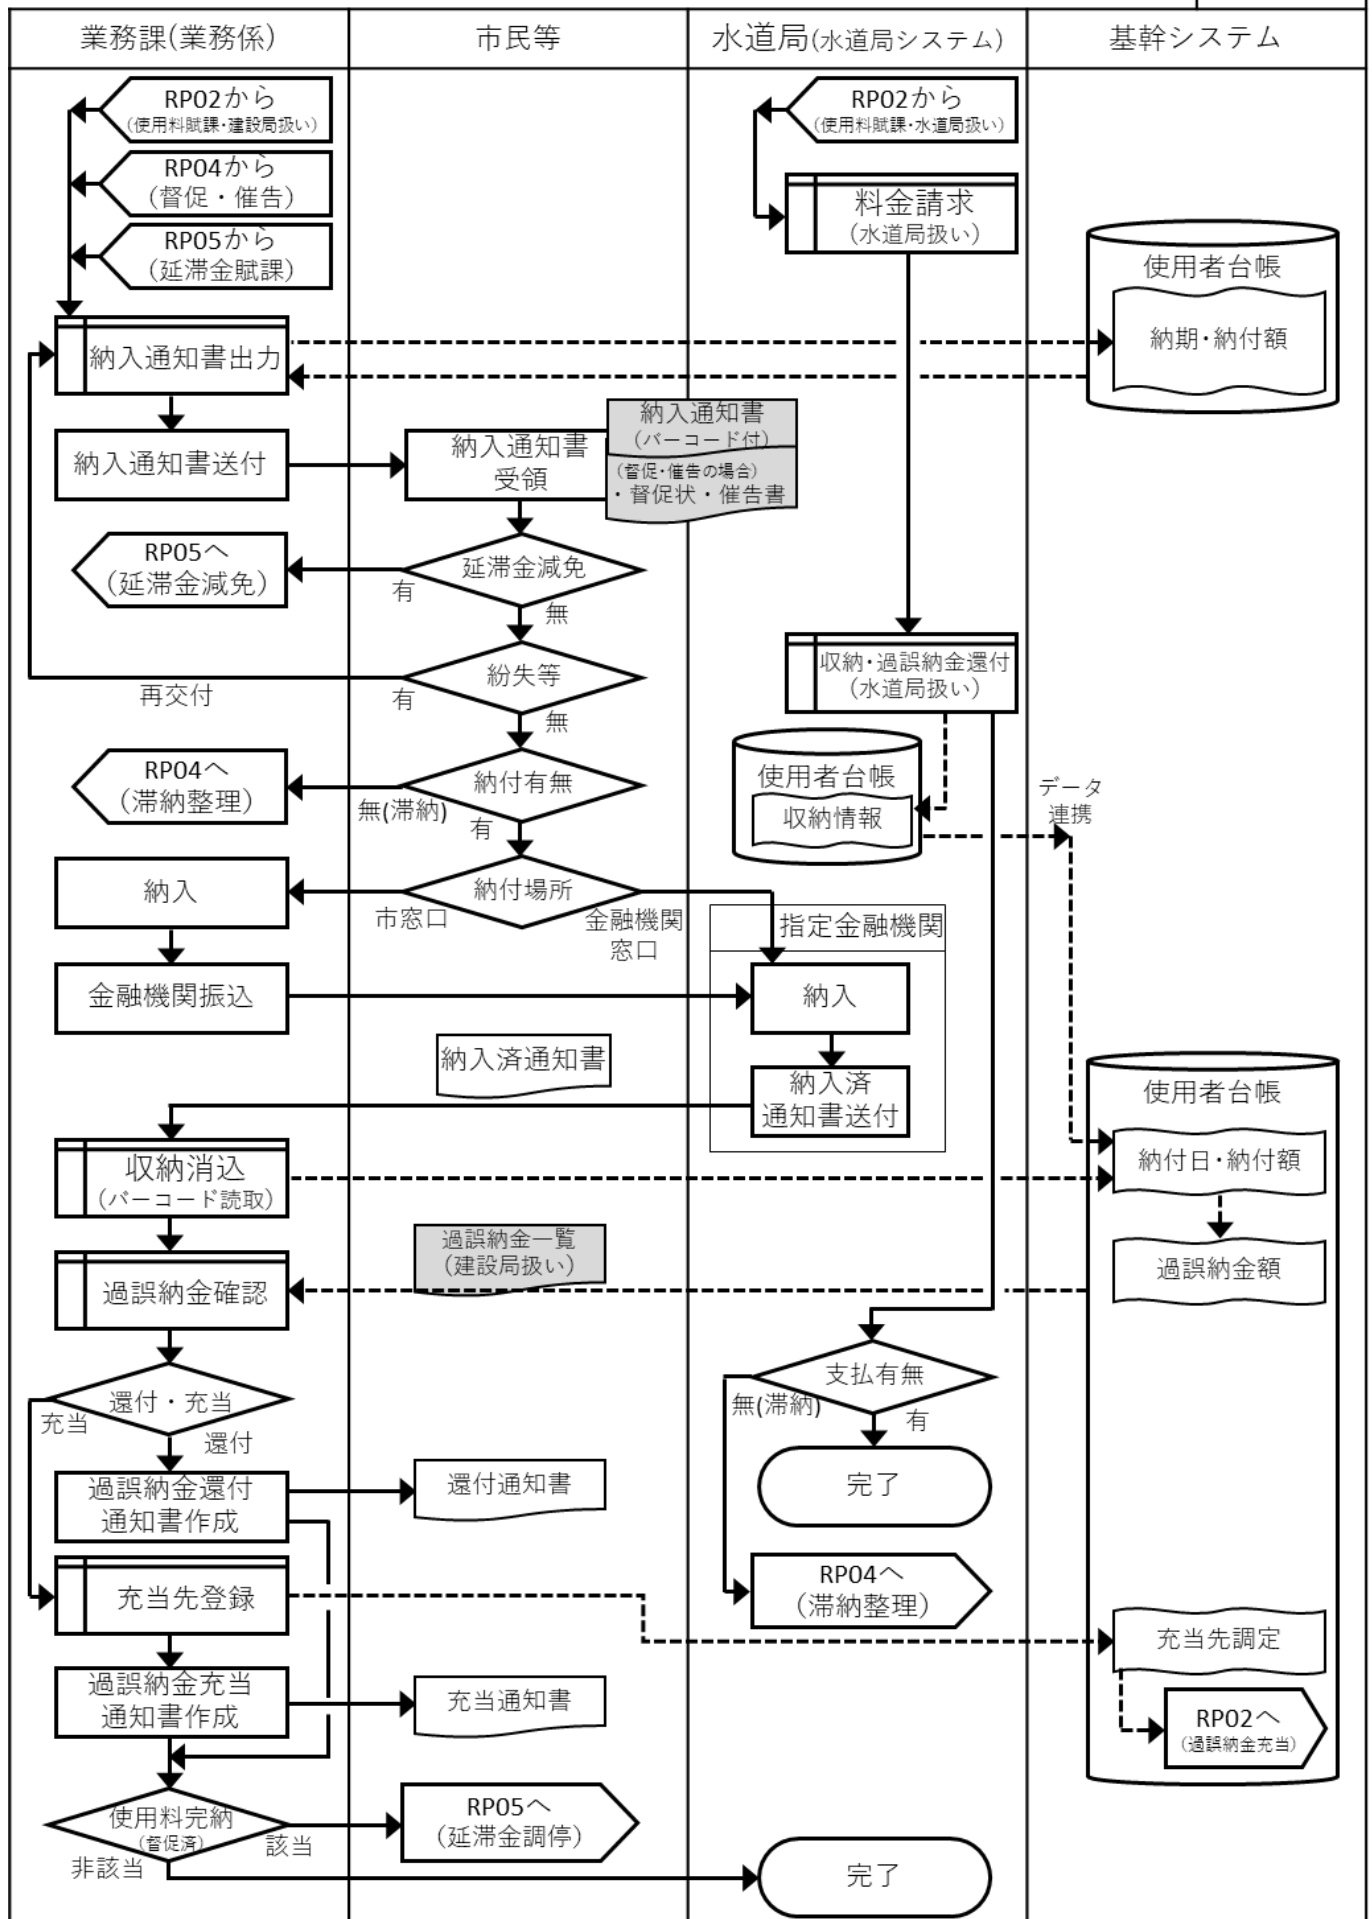 業務課(業務係)
市民等
水道局(水道局システム)
基幹システム
RP02から
(使用料賦課・建設局扱い)
RP04から
(督促・催告)
RP05から
(延滞金賦課)
RP02から
(使用料賦課・水道局扱い)
料金請求
(水道局扱い)
使用者台帳
納期・納付額
納入通知書出力
納入通知書送付
納入通知書
受領
納入通知書
(バーコード付)
(督促・催告の場合)
・督促状・催告書
RP05へ
(延滞金減免)
延滞金減免
有
無
紛失等
有
再交付
無
収納・過誤納金還付
(水道局扱い)
RP04へ
(滞納整理)
納付有無
無(滞納)
有
使用者台帳
収納情報
データ
連携
納入
納付場所
市窓口
金融機関
窓口
指定金融機関
金融機関振込
納入
納入済通知書
納入済
通知書送付
使用者台帳
納付日・納付額
収納消込
(バーコード読取)
過誤納金一覧
(建設局扱い)
過誤納金額
過誤納金確認
還付・充当
充当
還付
支払有無
無(滞納)
有
過誤納金還付
通知書作成
還付通知書
完了
充当先登録
RP04へ
(滞納整理)
充当先調定
過誤納金充当
通知書作成
充当通知書
RP02へ
(過誤納金充当)
使用料完納
(督促済)
該当
非該当
RP05へ
(延滞金調停)
完了